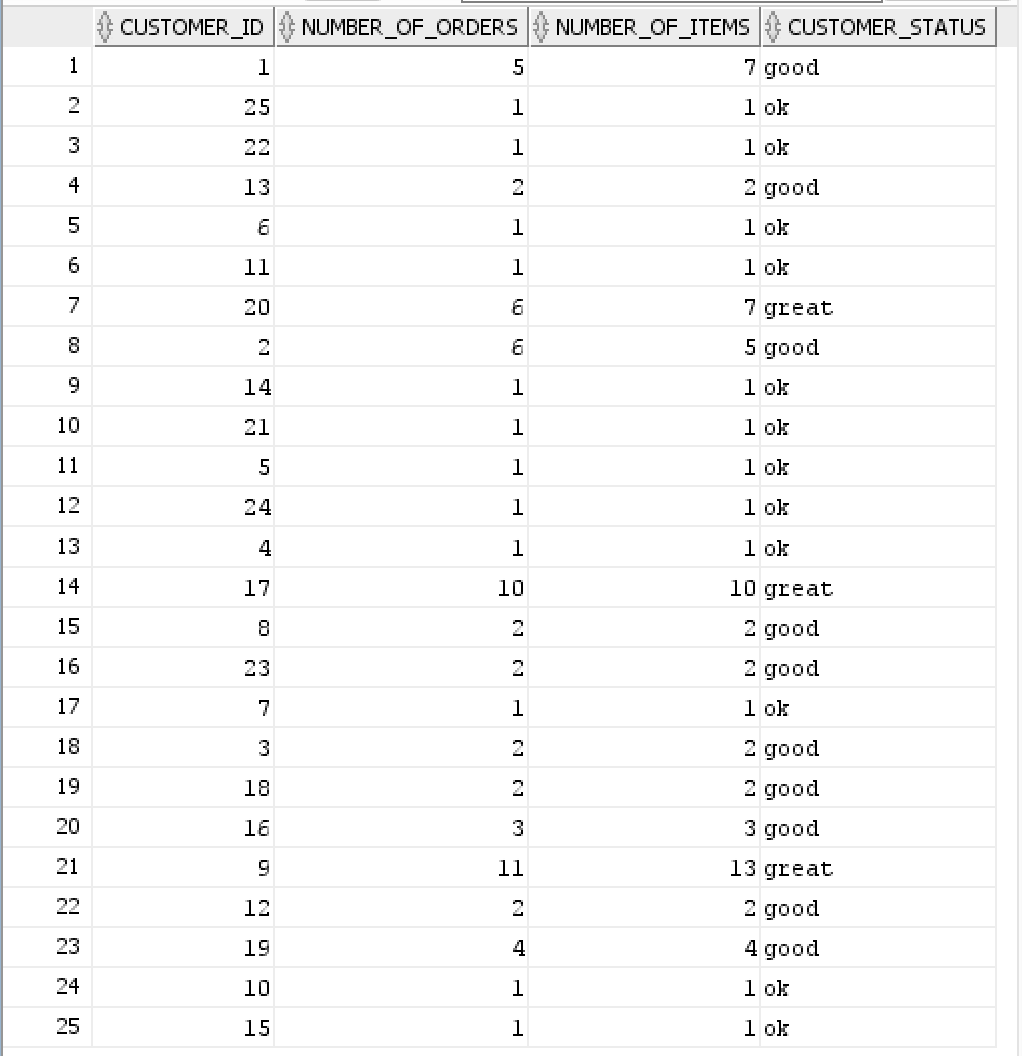 CUSTOMER_ID NUMBER_OF_ORDERS NUMBER_OF_ITEMS CUSTOMER_STATUS
1 1 5 7 good
2 25 1 1 ok
3 22 1 1 ok
4 13 2 2 good
5 6 1 1 ok
6 11 1 1 ok
7 20 6 7 great
8 2 6 5 good
9 14 1 1 ok
10 21 1 1 ok
11 5 1 1 ok
12 24 1 1 ok
13 4 1 1 ok
14 17 10 10 great
15 8 2 2 good
16 23 2 2 good
17 7 1 1 ok
18 3 2 2 good
19 18 2 2 good
20 16 3 3 good
21 9 11 13 great
22 12 2 2 good
23 19 4 4 good
24 10 1 1 ok
25 15 1 1 ok